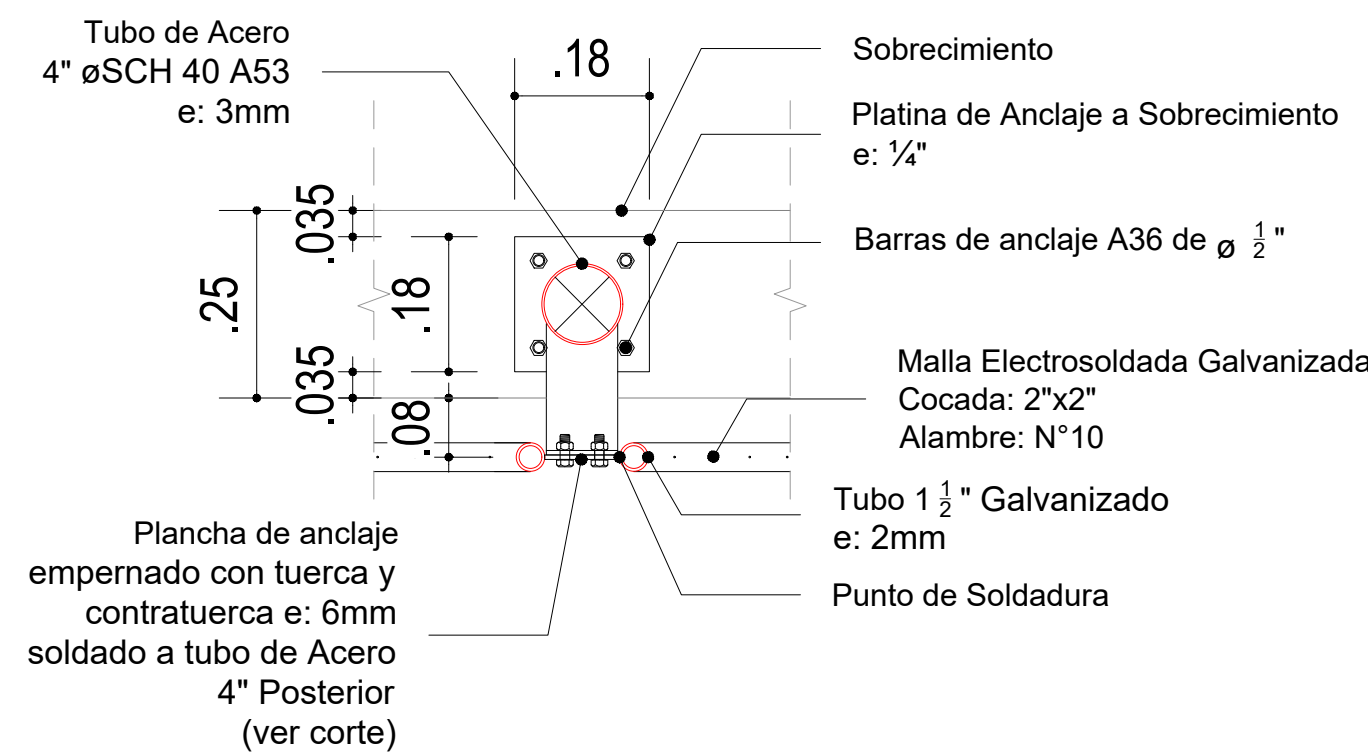 Tubo de Acero
4" øSCH 40 A53
e: 3mm
.18
Sobrecimiento
Platina de Anclaje a Sobrecimiento
e: ¼"
Barras de anclaje A36 de ø 1/2 "
.035
.25
.18
.035
.08
Malla Electrosoldada Galvanizada
Cocada: 2"x2"
Alambre: N°10
Tubo 1 1/2 " Galvanizado
e: 2mm
Punto de Soldadura
Plancha de anclaje
empernado con tuerca y
contratuerca e: 6mm
soldado a tubo de Acero
4" Posterior
(ver corte)